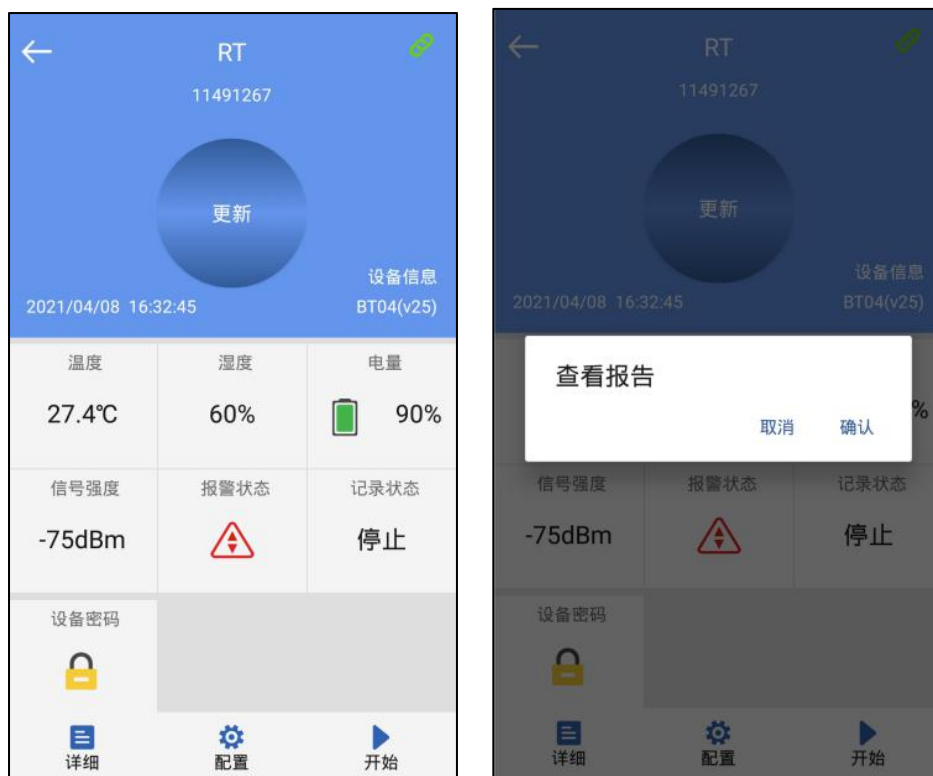 RT
11491267
更新
设备信息
2021/04/08 16:32:45
BT04(v25)
温度
湿度
电量
27.4℃
60%
90%
信号强度
报警状态
记录状态
-75dBm
停止
设备密码
详细
配置
开始
RT
11491267
更新
设备信息
2021/04/08 16:32:45
BT04(v25)
查看报告
取消
确认
%
信号强度
报警状态
记录状态
-75dBm
停止
设备密码
详细
配置
开始